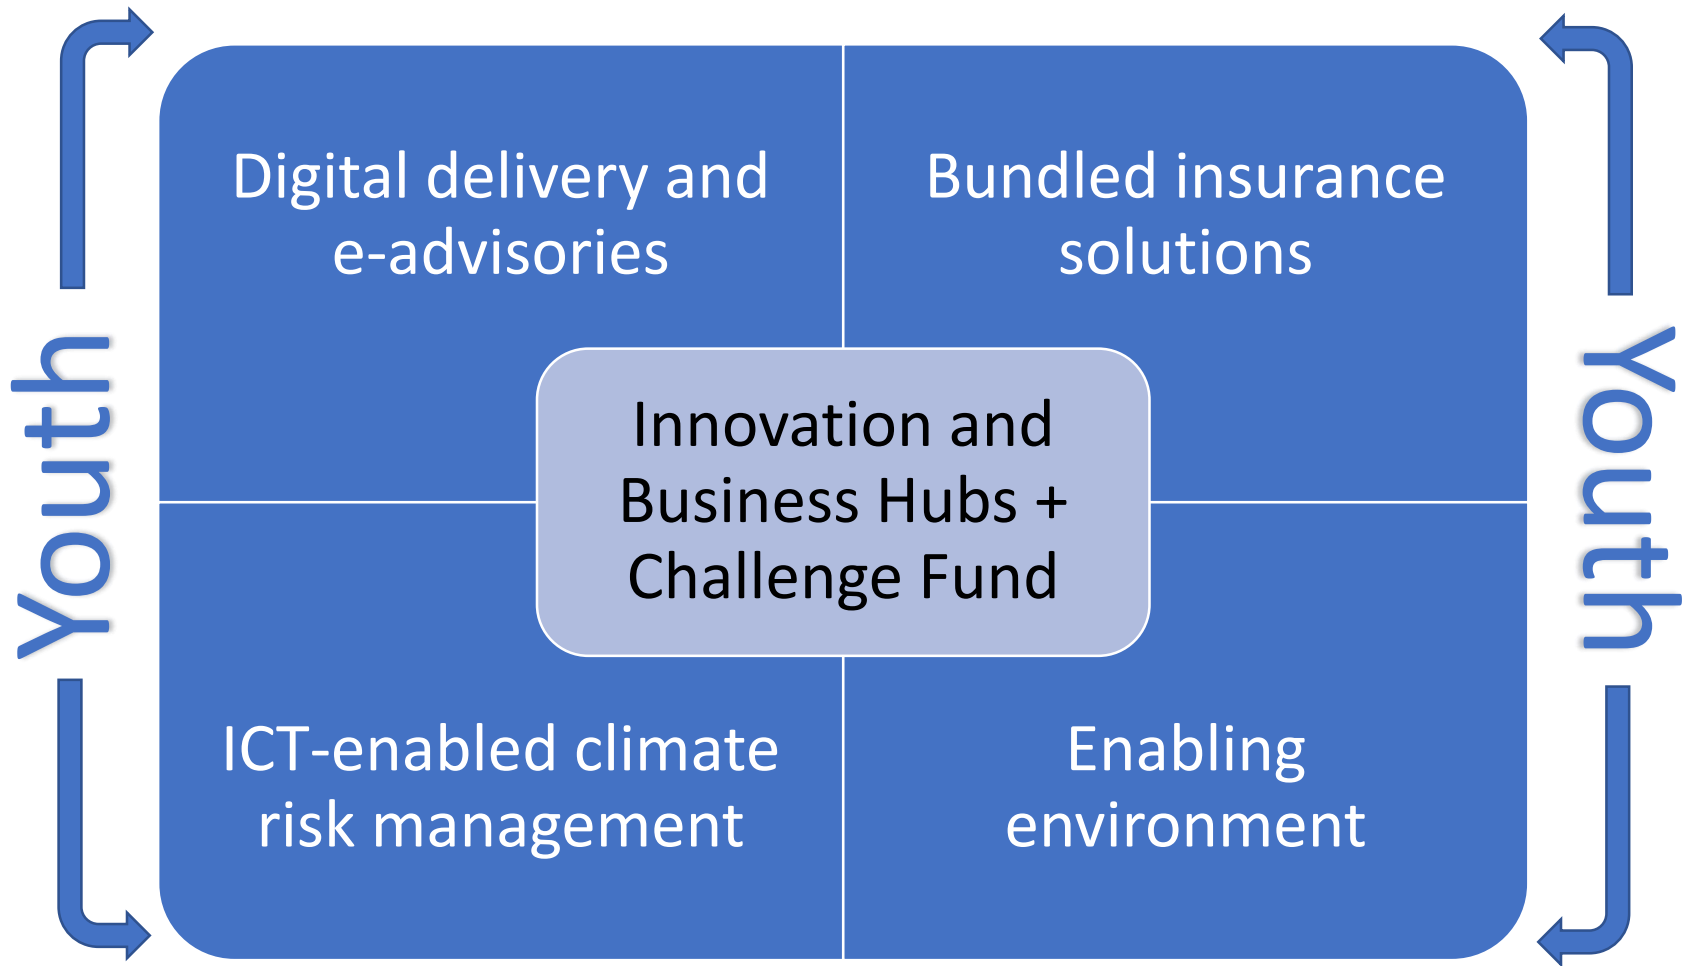 Digital delivery and
e-advisories
Bundled insurance
solutions
Youth
Innovation and
Business Hubs +
Challenge Fund
Youth
ICT-enabled climate
risk management
Enabling
environment